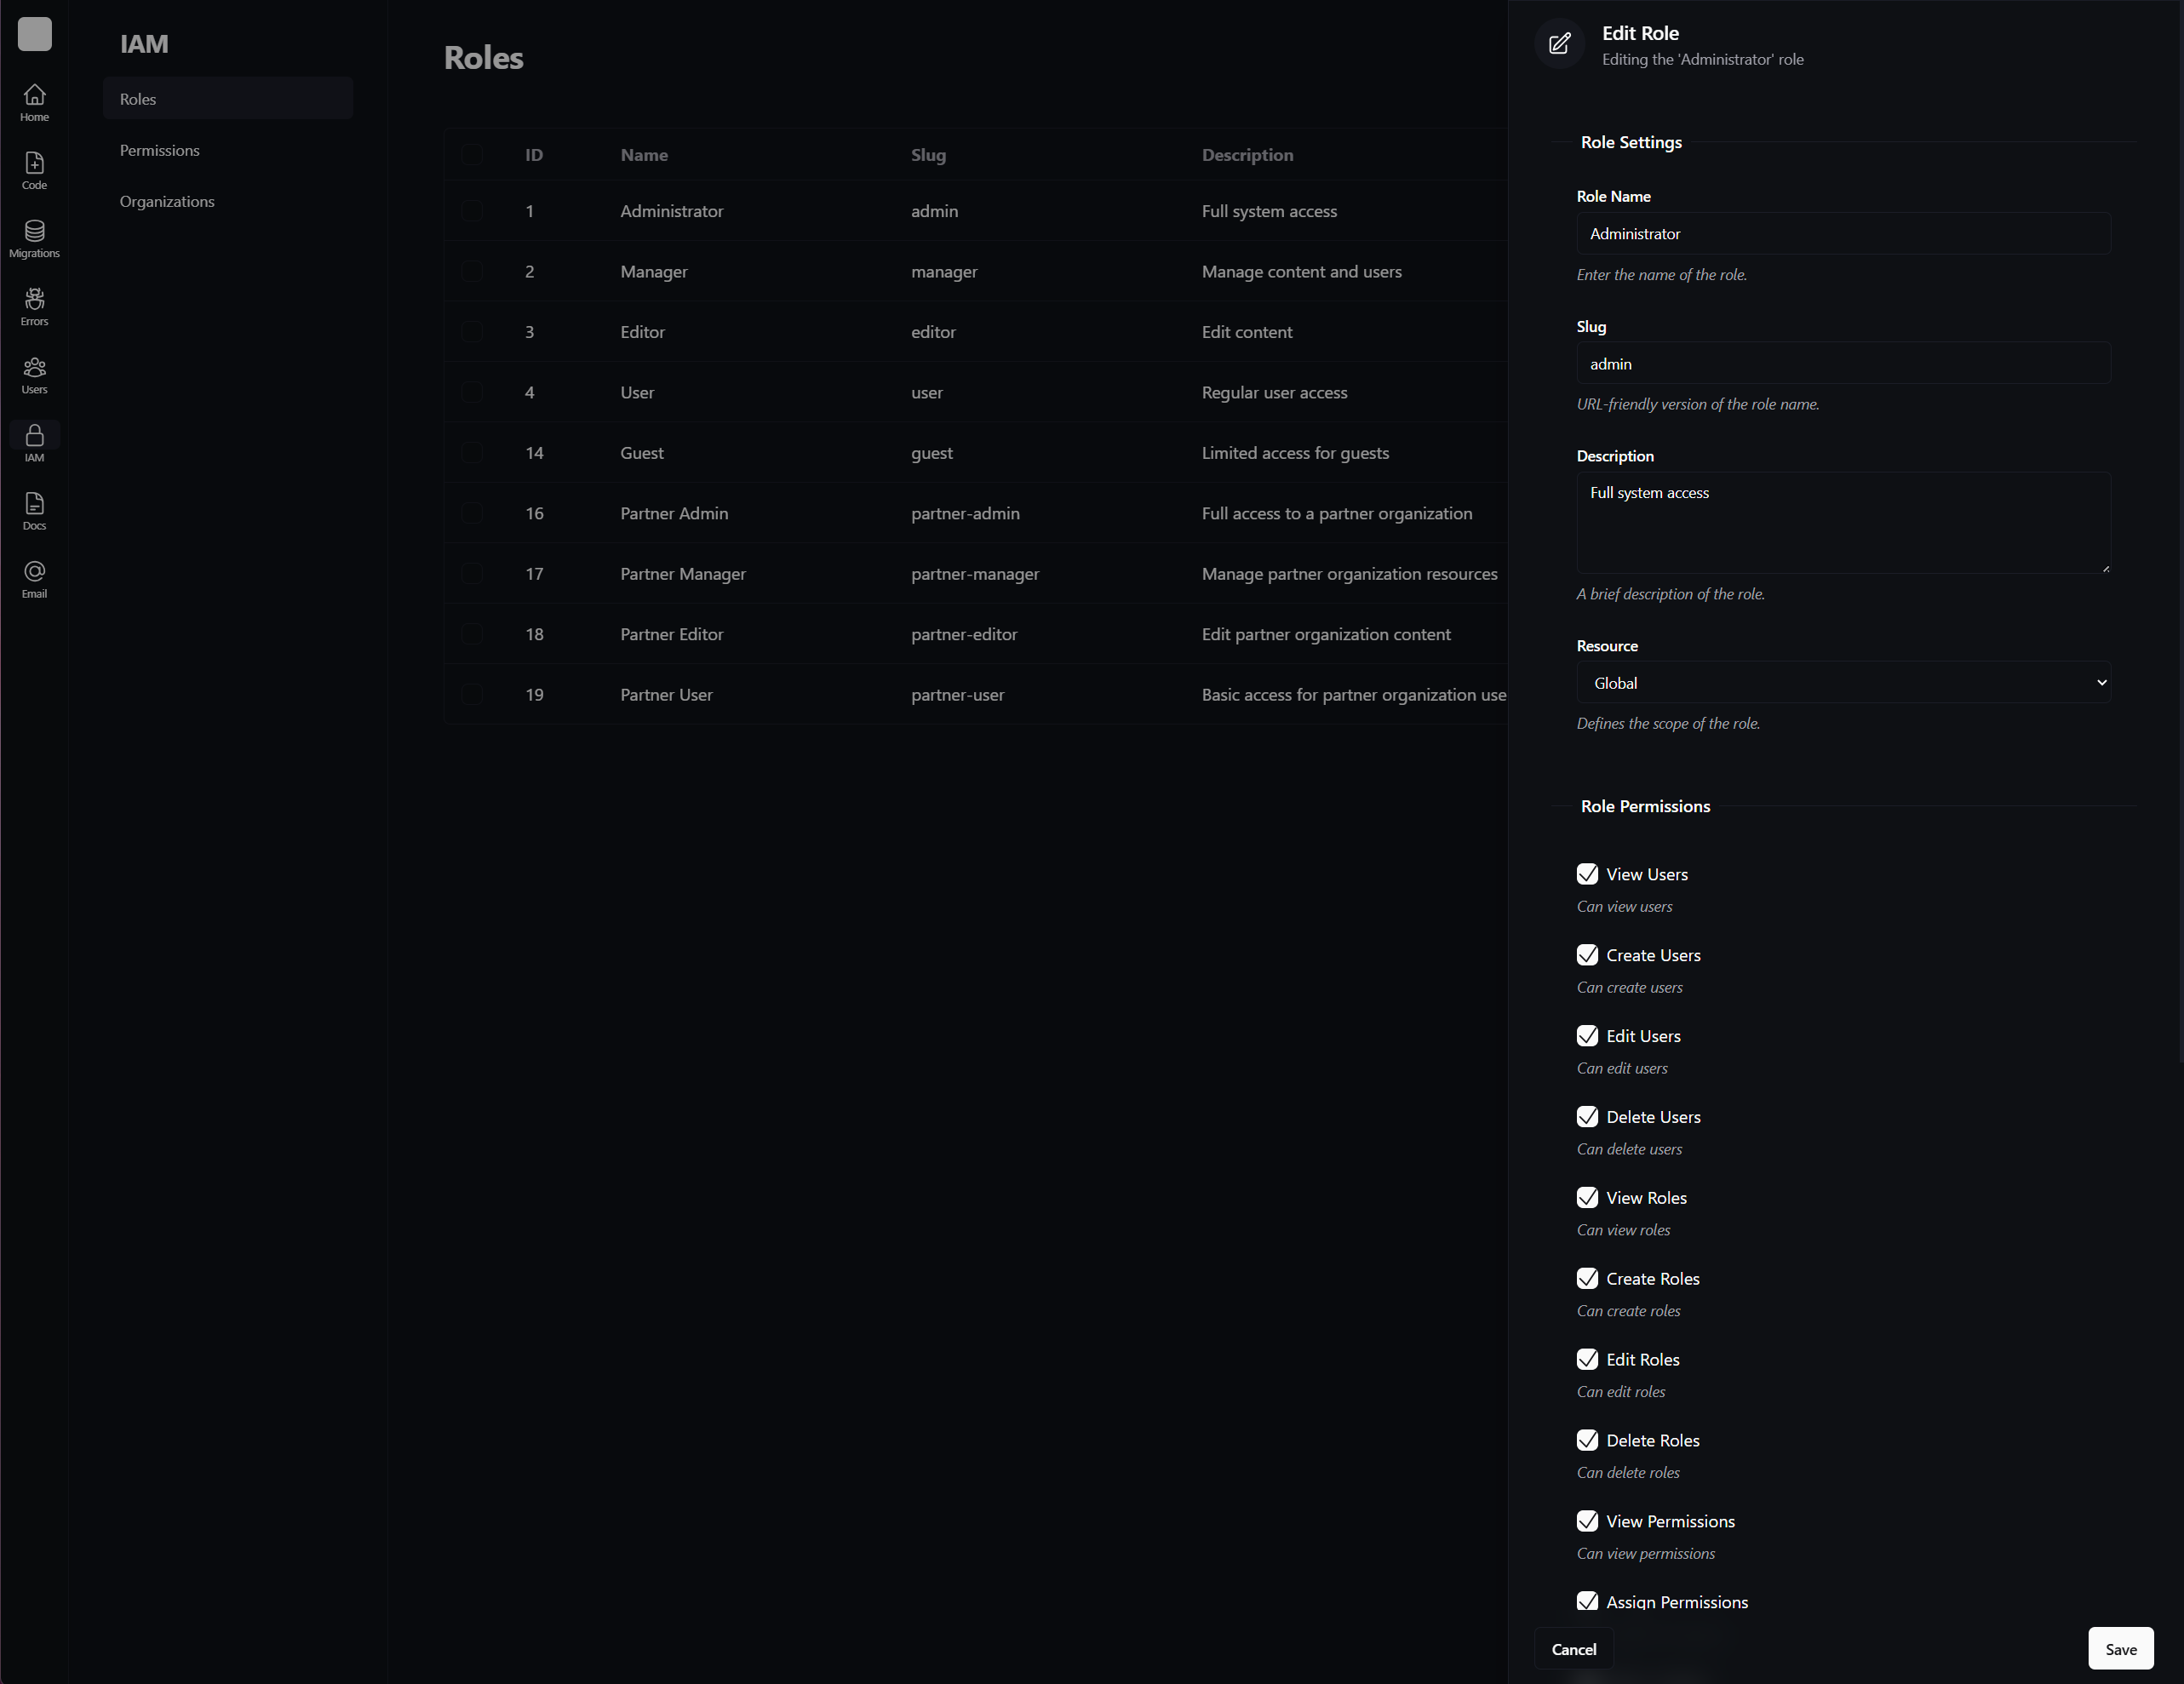 Home
Code
Migrations
Errors
Users
IAM
Docs
Email
IAM
Roles
Permissions
Organizations
Roles
ID Name Slug Description
1 Administrator admin Full system access
2 Manager manager Manage content and users
3 Editor editor Edit content
4 User user Regular user access
14 Guest guest Limited access for guests
16 Partner Admin partner-admin Full access to a partner organization
17 Partner Manager partner-manager Manage partner organization resources
18 Partner Editor partner-editor Edit partner organization content
19 Partner User partner-user Basic access for partner organization use
Edit Role
Editing the 'Administrator' role
Role Settings
Role Name
Administrator
Enter the name of the role.
Slug
admin
URL-friendly version of the role name.
Description
Full system access
A brief description of the role.
Resource
Global
Defines the scope of the role.
Role Permissions
View Users
Can view users
Create Users
Can create users
Edit Users
Can edit users
Delete Users
Can delete users
View Roles
Can view roles
Create Roles
Can create roles
Edit Roles
Can edit roles
Delete Roles
Can delete roles
View Permissions
Can view permissions
Assign Permissions
Cancel
Save